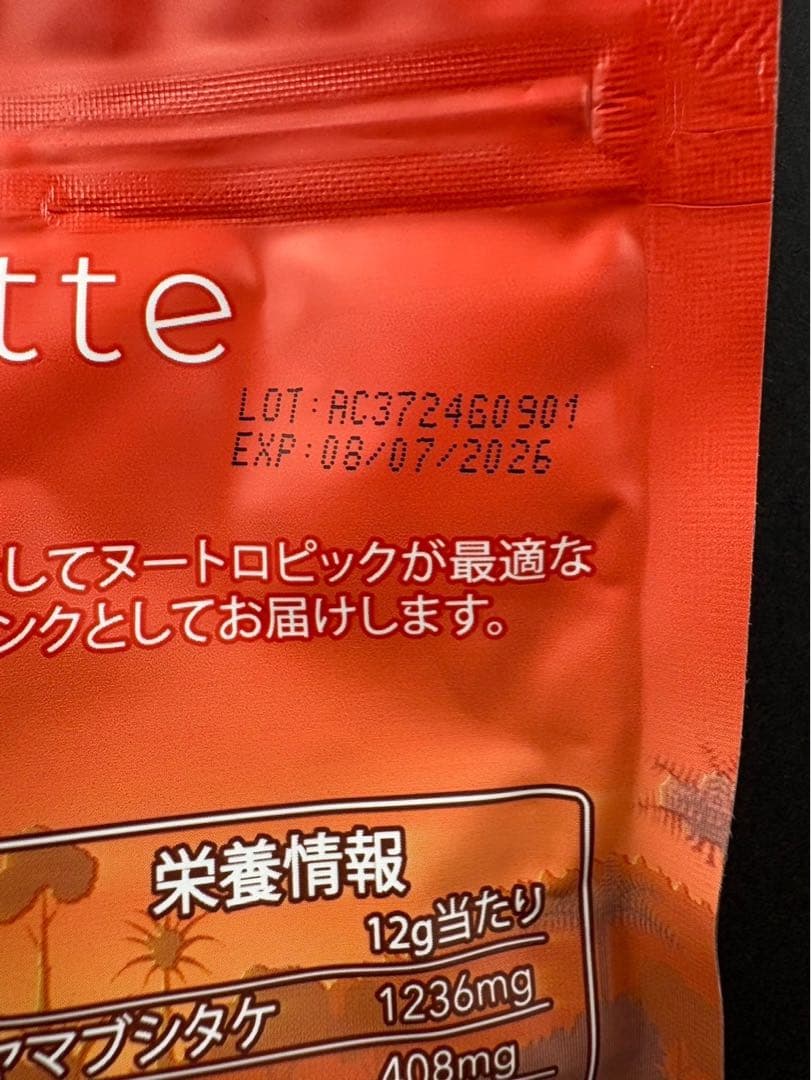 tte
LOT:AC3724G0901
EXP:08/07/2026
してヌートロピックが最適な
ンクとしてお届けします。
栄養情報
12g当たり
ヤマブシタケ 1236mg
408mg